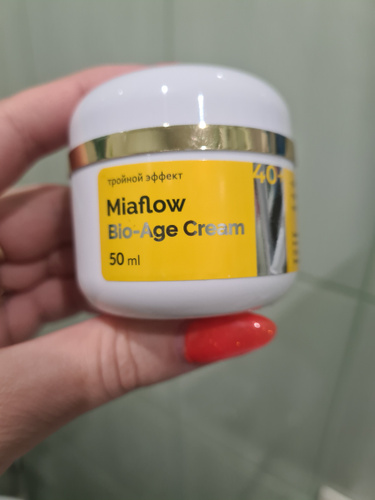 тройной эффект
Miaflow
Bio-Age Cream
50 ml
40+